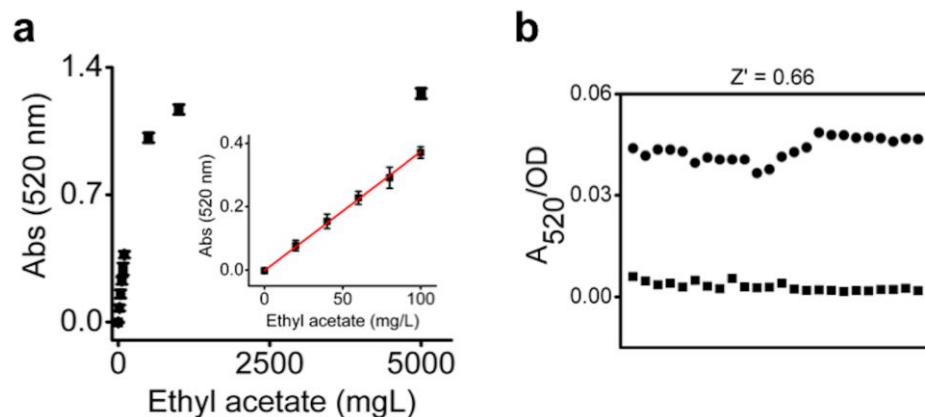 a
1.4
0.7
0.0
Abs (520 nm)
0
2500
5000
Ethyl acetate (mgL)
0.4
0.2
0.0
Abs (520 nm)
0
50
100
Ethyl acetate (mg/L)
b
Z' = 0.66
0.06
0.03
0.00
A520/OD